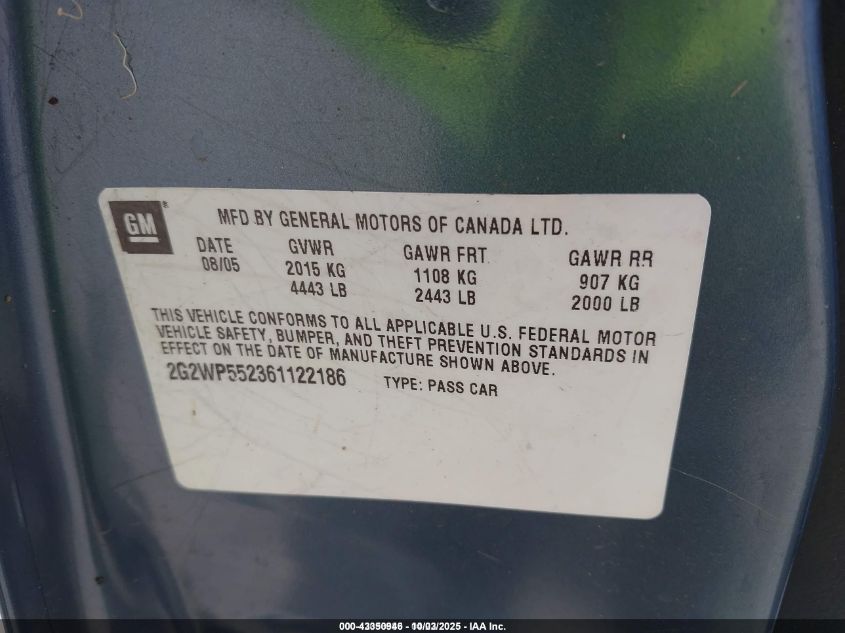 GM
MFD BY GENERAL MOTORS OF CANADA LTD.
DATE GVWR GAWR FRT GAWR RR
08/05 2015 KG 1108 KG 907 KG
4443 LB 2443 LB 2000 LB
THIS VEHICLE CONFORMS TO ALL APPLICABLE U.S. FEDERAL MOTOR
VEHICLE SAFETY, BUMPER, AND THEFT PREVENTION STANDARDS IN
EFFECT ON THE DATE OF MANUFACTURE SHOWN ABOVE.
2G2WP552361122186 TYPE: PASS CAR
- IAA Inc.